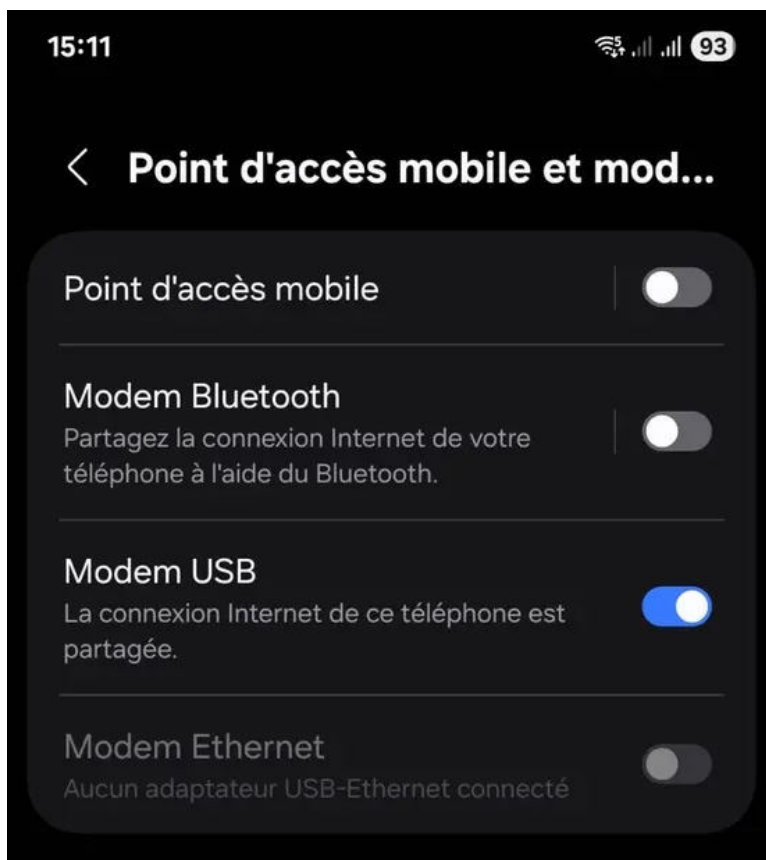 15:11
5
93
Point d'accès mobile et mod...
Point d'accès mobile
Modem Bluetooth
Partagez la connexion Internet de votre
téléphone à l'aide du Bluetooth.
Modem USB
La connexion Internet de ce téléphone est
partagée.
Modem Ethernet
Aucun adaptateur USB-Ethernet connecté